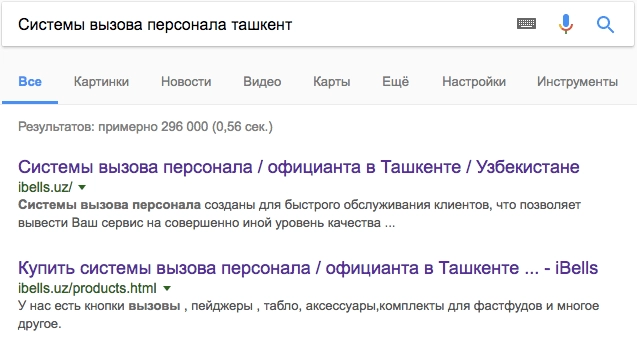 Системы вызова персонала ташкент
Все Картинки Новости Видео Карты Ещё Настройки Инструменты
Результатов: примерно 296 000 (0,56 сек.)
Системы вызова персонала / официанта в Ташкенте / Узбекистане
ibells.uz/
Системы вызова персонала созданы для быстрого обслуживания клиентов, что позволяет
вывести Ваш сервис на совершенно иной уровень качества ...
Купить системы вызова персонала / официанта в Ташкенте ... - iBells
ibells.uz/products.html
У нас есть кнопки вызовы , пейджеры , табло, аксессуары,комплекты для фастфудов и многое
другое.